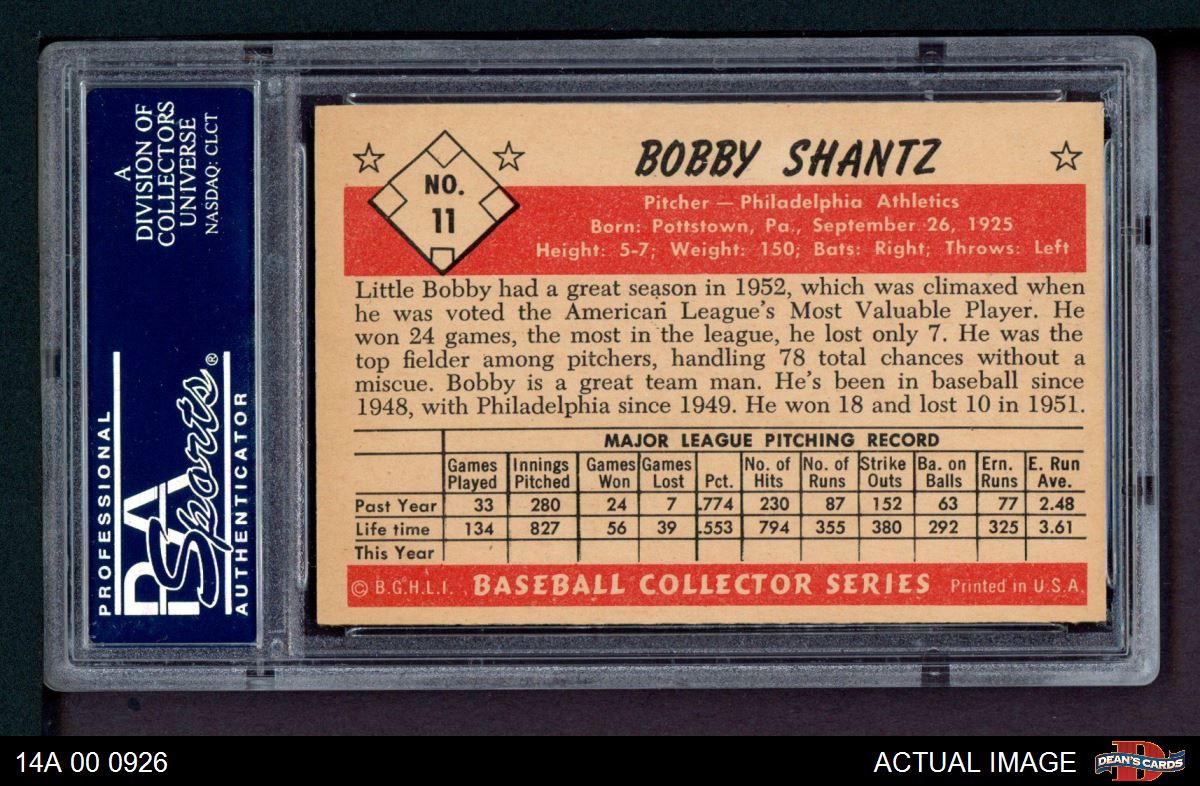 A
DIVISION OF
COLLECTORS
UNIVERSE
NASDAQ: CLCT
PROFESSIONAL
PSA
Sports®
AUTHENTICATOR
NO.
11
BOBBY SHANTZ
Pitcher — Philadelphia Athletics
Born: Pottstown, Pa., September 26, 1925
Height: 5-7; Weight: 150; Bats: Right; Throws: Left
Little Bobby had a great season in 1952, which was climaxed when
he was voted the American League's Most Valuable Player. He
won 24 games, the most in the league, he lost only 7. He was the
top fielder among pitchers, handling 78 total chances without a
miscue. Bobby is a great team man. He's been in baseball since
1948, with Philadelphia since 1949. He won 18 and lost 10 in 1951.
MAJOR LEAGUE PITCHING RECORD
Games Played Innings Pitched Games Won Games Lost Pct. No. of Hits No. of Runs Strike Outs Ba. on Balls Ern. Runs E. Run Ave.
Past Year 33 280 24 7 .774 230 87 152 63 77 2.48
Life time 134 827 56 39 .553 794 355 380 292 325 3.61
This Year
© B.G.H.L.I. BASEBALL COLLECTOR SERIES Printed in U.S.A.
14A 00 0926
ACTUAL IMAGE
DEAN'S CARDS